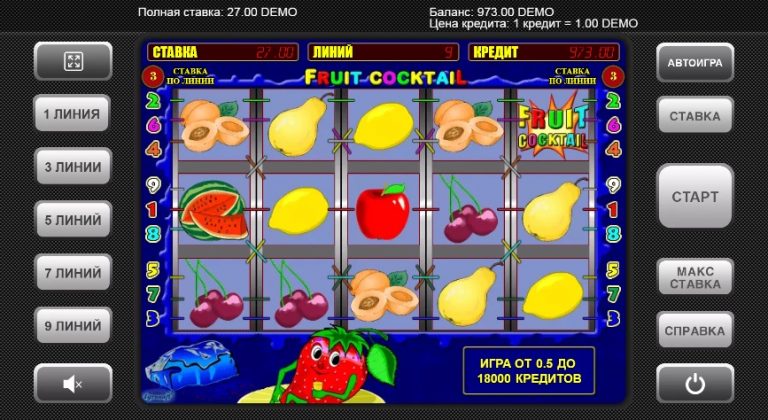 Полная ставка: 27.00 DEMO
Баланс: 973.00 DEMO
Цена кредита: 1 кредит = 1.00 DEMO
СТАВКА 27.00
ЛИНИЙ 9
КРЕДИТ 973.00
3 СТАВКА ПО ЛИНИИ
FRUIT COCKTAIL
СТАВКА ПО ЛИНИИ 3
1 ЛИНИЯ
3 ЛИНИИ
5 ЛИНИЙ
7 ЛИНИЙ
9 ЛИНИЙ
2
6
4
9
1
8
5
7
3
FRUIT
COCKTAIL
2
6
4
9
1
8
5
7
3
ИГРА ОТ 0.5 ДО
18000 КРЕДИТОВ
АВТОИГРА
СТАВКА
СТАРТ
МАКС
СТАВКА
СПРАВКА